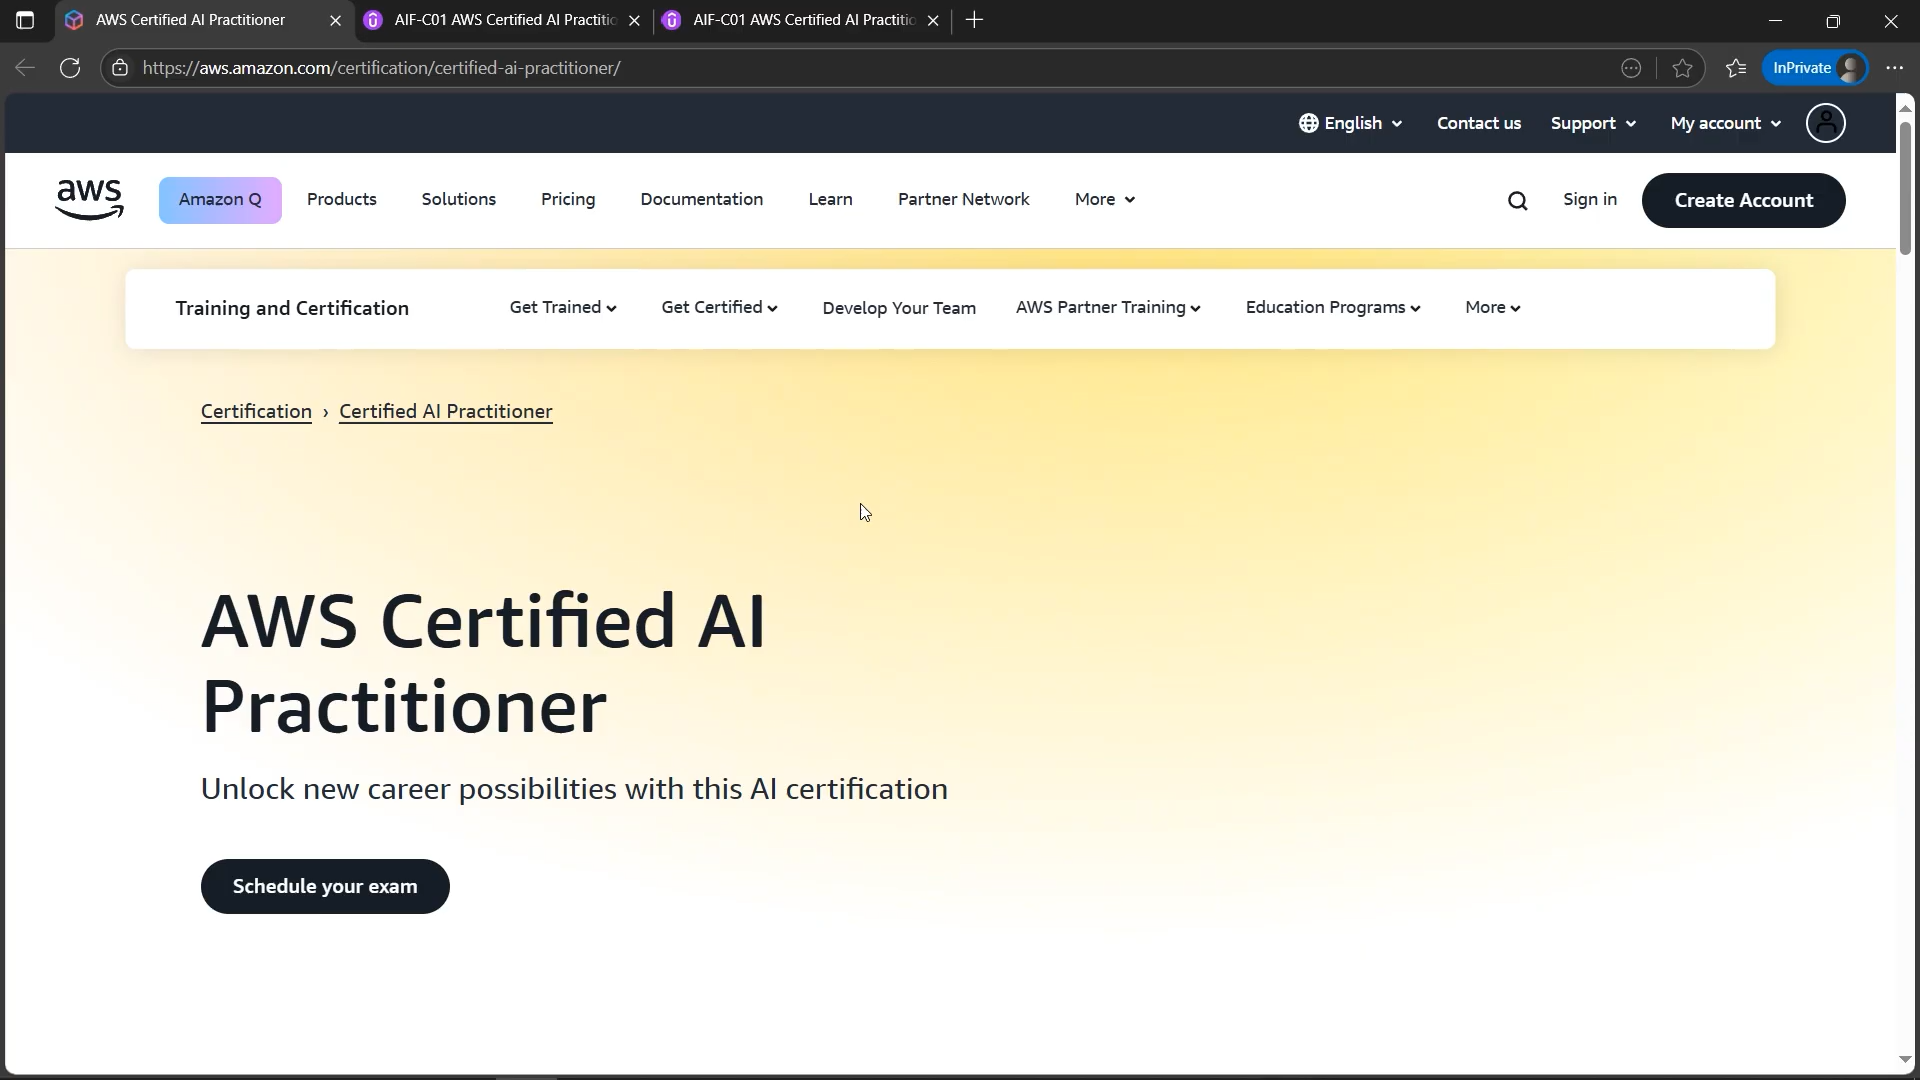 AWS Certified AI Practitioner
AIF-C01 AWS Certified AI Practitio
AIF-C01 AWS Certified AI Practitio
https://aws.amazon.com/certification/certified-ai-practitioner/
InPrivate
English
Contact us
Support
My account
aws
Amazon Q
Products
Solutions
Pricing
Documentation
Learn
Partner Network
More
Sign in
Create Account
Training and Certification
Get Trained
Get Certified
Develop Your Team
AWS Partner Training
Education Programs
More
Certification › Certified AI Practitioner
AWS Certified AI
Practitioner
Unlock new career possibilities with this AI certification
Schedule your exam